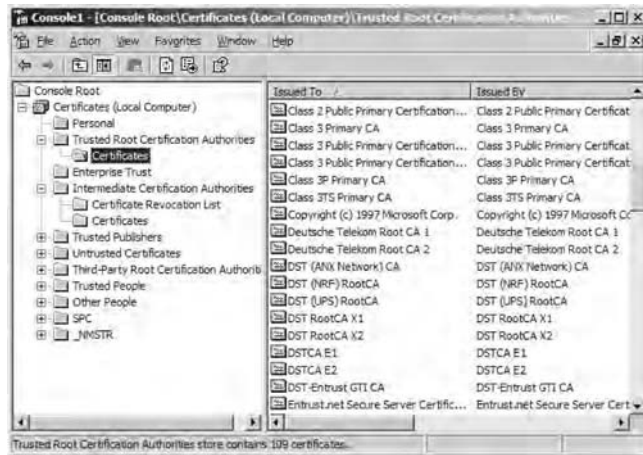 Console1 - [Console Root\Certificates (Local Computer)\Trusted Root Certification Authorities
File Action View Favorites Window Help
Console Root
Certificates (Local Computer)
Personal
Trusted Root Certification Authorities
Certificates
Enterprise Trust
Intermediate Certification Authorities
Certificate Revocation List
Certificates
Trusted Publishers
Untrusted Certificates
Third-Party Root Certification Authoriti
Trusted People
Other People
SPC
_NMSTR
Issued To Issued By
Class 2 Public Primary Certification... Class 2 Public Primary Certificat
Class 3 Primary CA Class 3 Primary CA
Class 3 Public Primary Certification... Class 3 Public Primary Certificat
Class 3 Public Primary Certification... Class 3 Public Primary Certificat
Class 3P Primary CA Class 3P Primary CA
Class 3TS Primary CA Class 3TS Primary CA
Copyright (c) 1997 Microsoft Corp. Copyright (c) 1997 Microsoft Cc
Deutsche Telekom Root CA 1 Deutsche Telekom Root CA 1
Deutsche Telekom Root CA 2 Deutsche Telekom Root CA 2
DST (ANX Network) CA DST (ANX Network) CA
DST (NRF) RootCA DST (NRF) RootCA
DST (UPS) RootCA DST (UPS) RootCA
DST RootCA X1 DST RootCA X1
DST RootCA X2 DST RootCA X2
DSTCA E1 DSTCA E1
DSTCA E2 DSTCA E2
DST-Entrust GTI CA DST-Entrust GTI CA
Entrust.net Secure Server Certific... Entrust.net Secure Server Cert
Trusted Root Certification Authorities store contains 109 certificates.